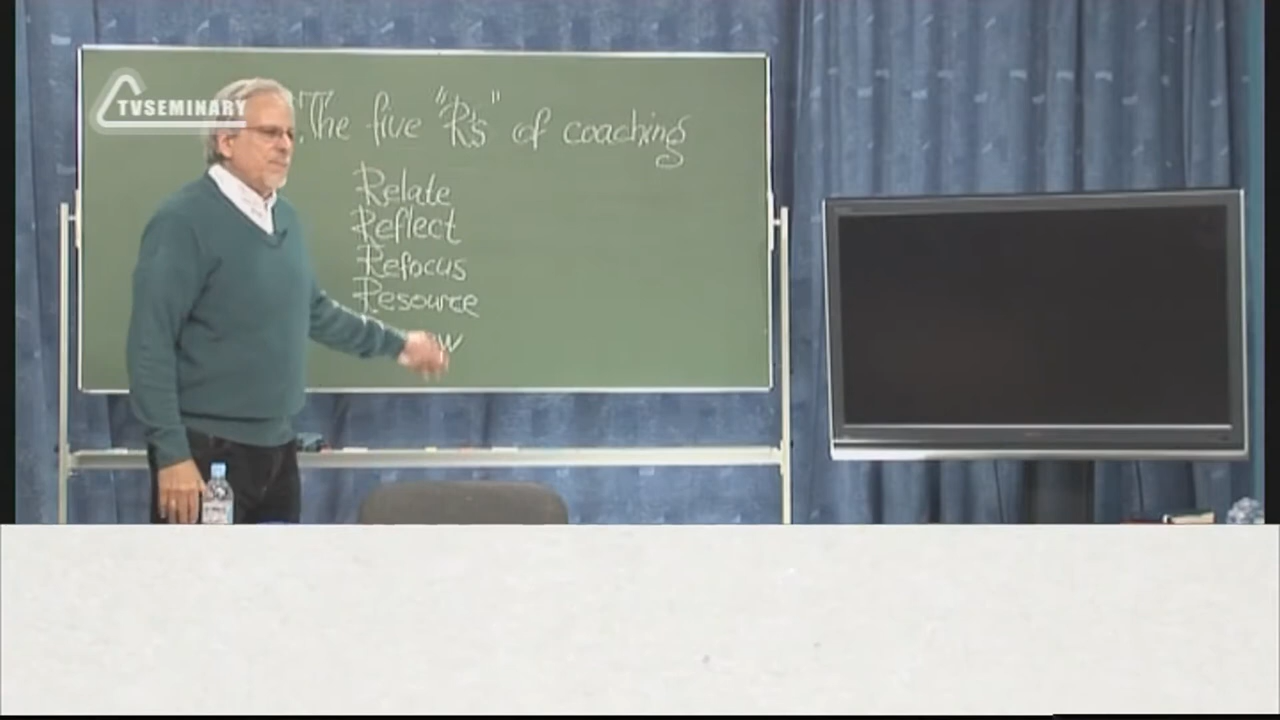 TVSEMINARY
The five "R's" of coaching
Relate
Reflect
Refocus
Resource